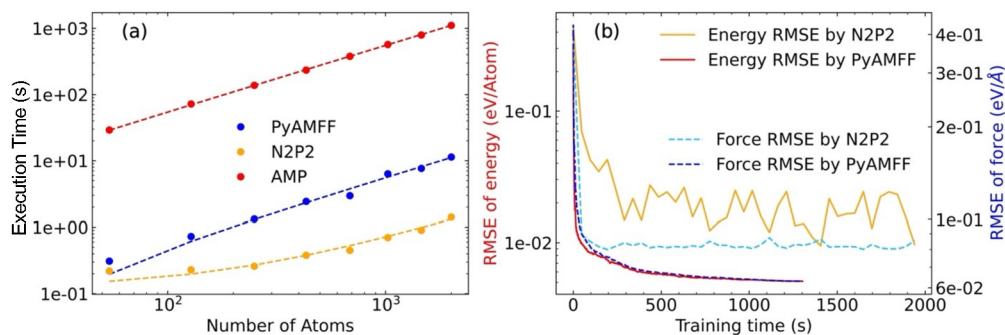 (a)
Execution Time (s)
1e+03
1e+02
1e+01
1e+00
1e-01
PyAMFF
N2P2
AMP
10²
10³
Number of Atoms
(b)
RMSE of energy (eV/Atom)
1e-01
1e-02
Energy RMSE by N2P2
Energy RMSE by PyAMFF
Force RMSE by N2P2
Force RMSE by PyAMFF
0 500 1000 1500 2000
Training time (s)
4e-01
3e-01
2e-01
1e-01
6e-02
RMSE of force (eV/Å)